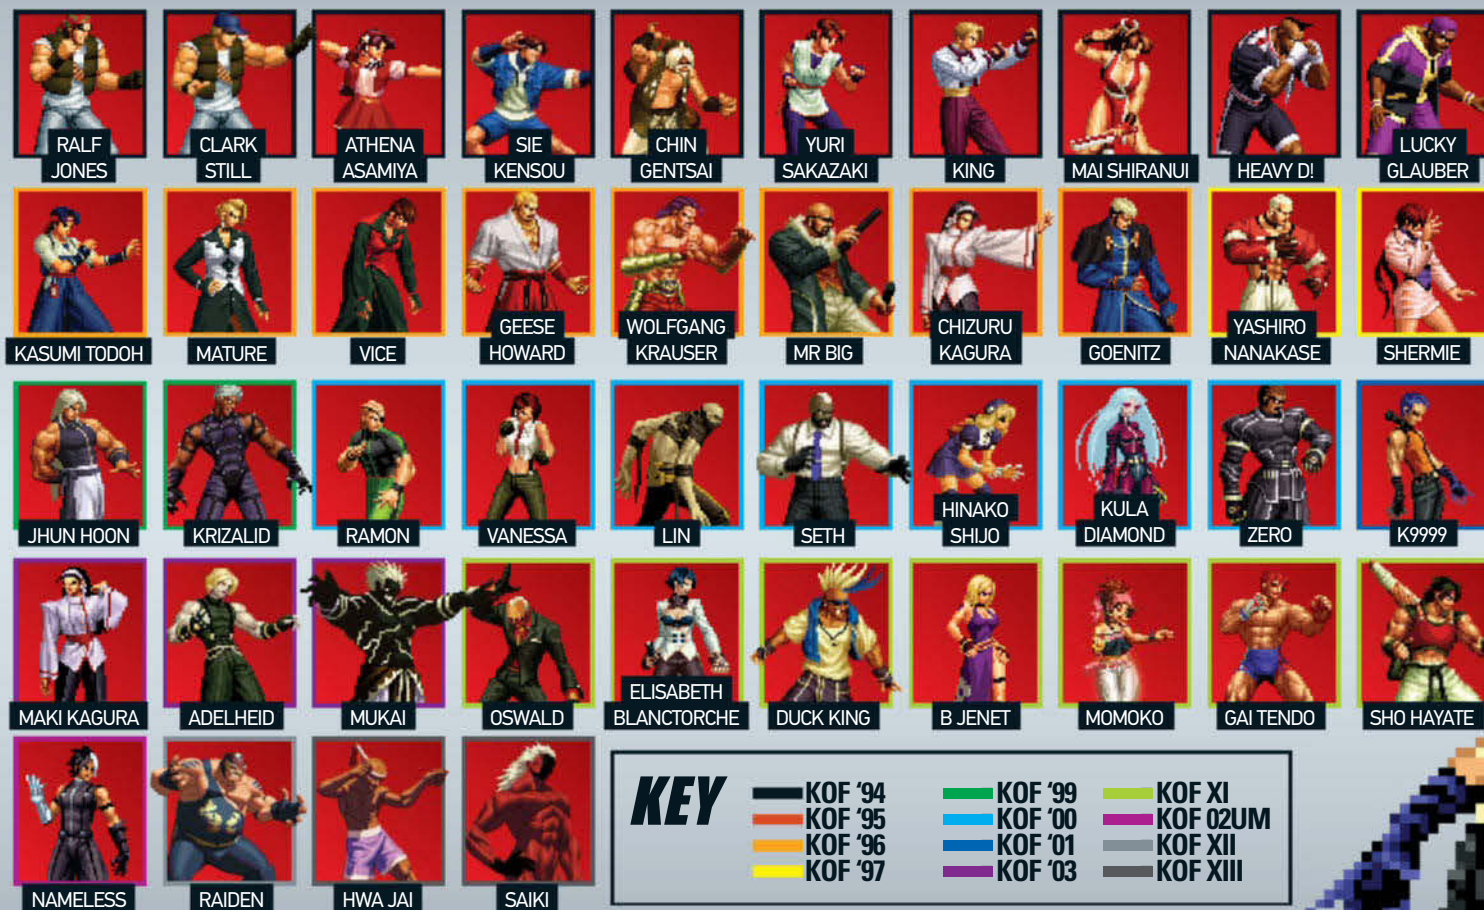 RALF
JONES
CLARK
STILL
ATHENA
ASAMIYA
SIE
KENSOU
CHIN
GENTSAI
YURI
SAKAZAKI
KING
MAI SHIRANUI
HEAVY D!
LUCKY
GLAUBER
KASUMI TODOH
MATURE
VICE
GEESE
HOWARD
WOLFGANG
KRAUSER
MR BIG
CHIZURU
KAGURA
GOENITZ
YASHIRO
NANAKASE
SHERMIE
JHUN HOON
KRIZALID
RAMON
VANESSA
LIN
SETH
HINAKO
SHIJO
KULA
DIAMOND
ZERO
K9999
MAKI KAGURA
ADELHEID
MUKAI
OSWALD
ELISABETH
BLANCTORCHE
DUCK KING
B JENET
MOMOKO
GAI TENDO
SHO HAYATE
NAMELESS
RAIDEN
HWA JAI
SAIKI
KEY
KOF ‘94
KOF ‘95
KOF ‘96
KOF ‘97
KOF ‘99
KOF ‘00
KOF ‘01
KOF ‘03
KOF XI
KOF 02UM
KOF XII
KOF XIII